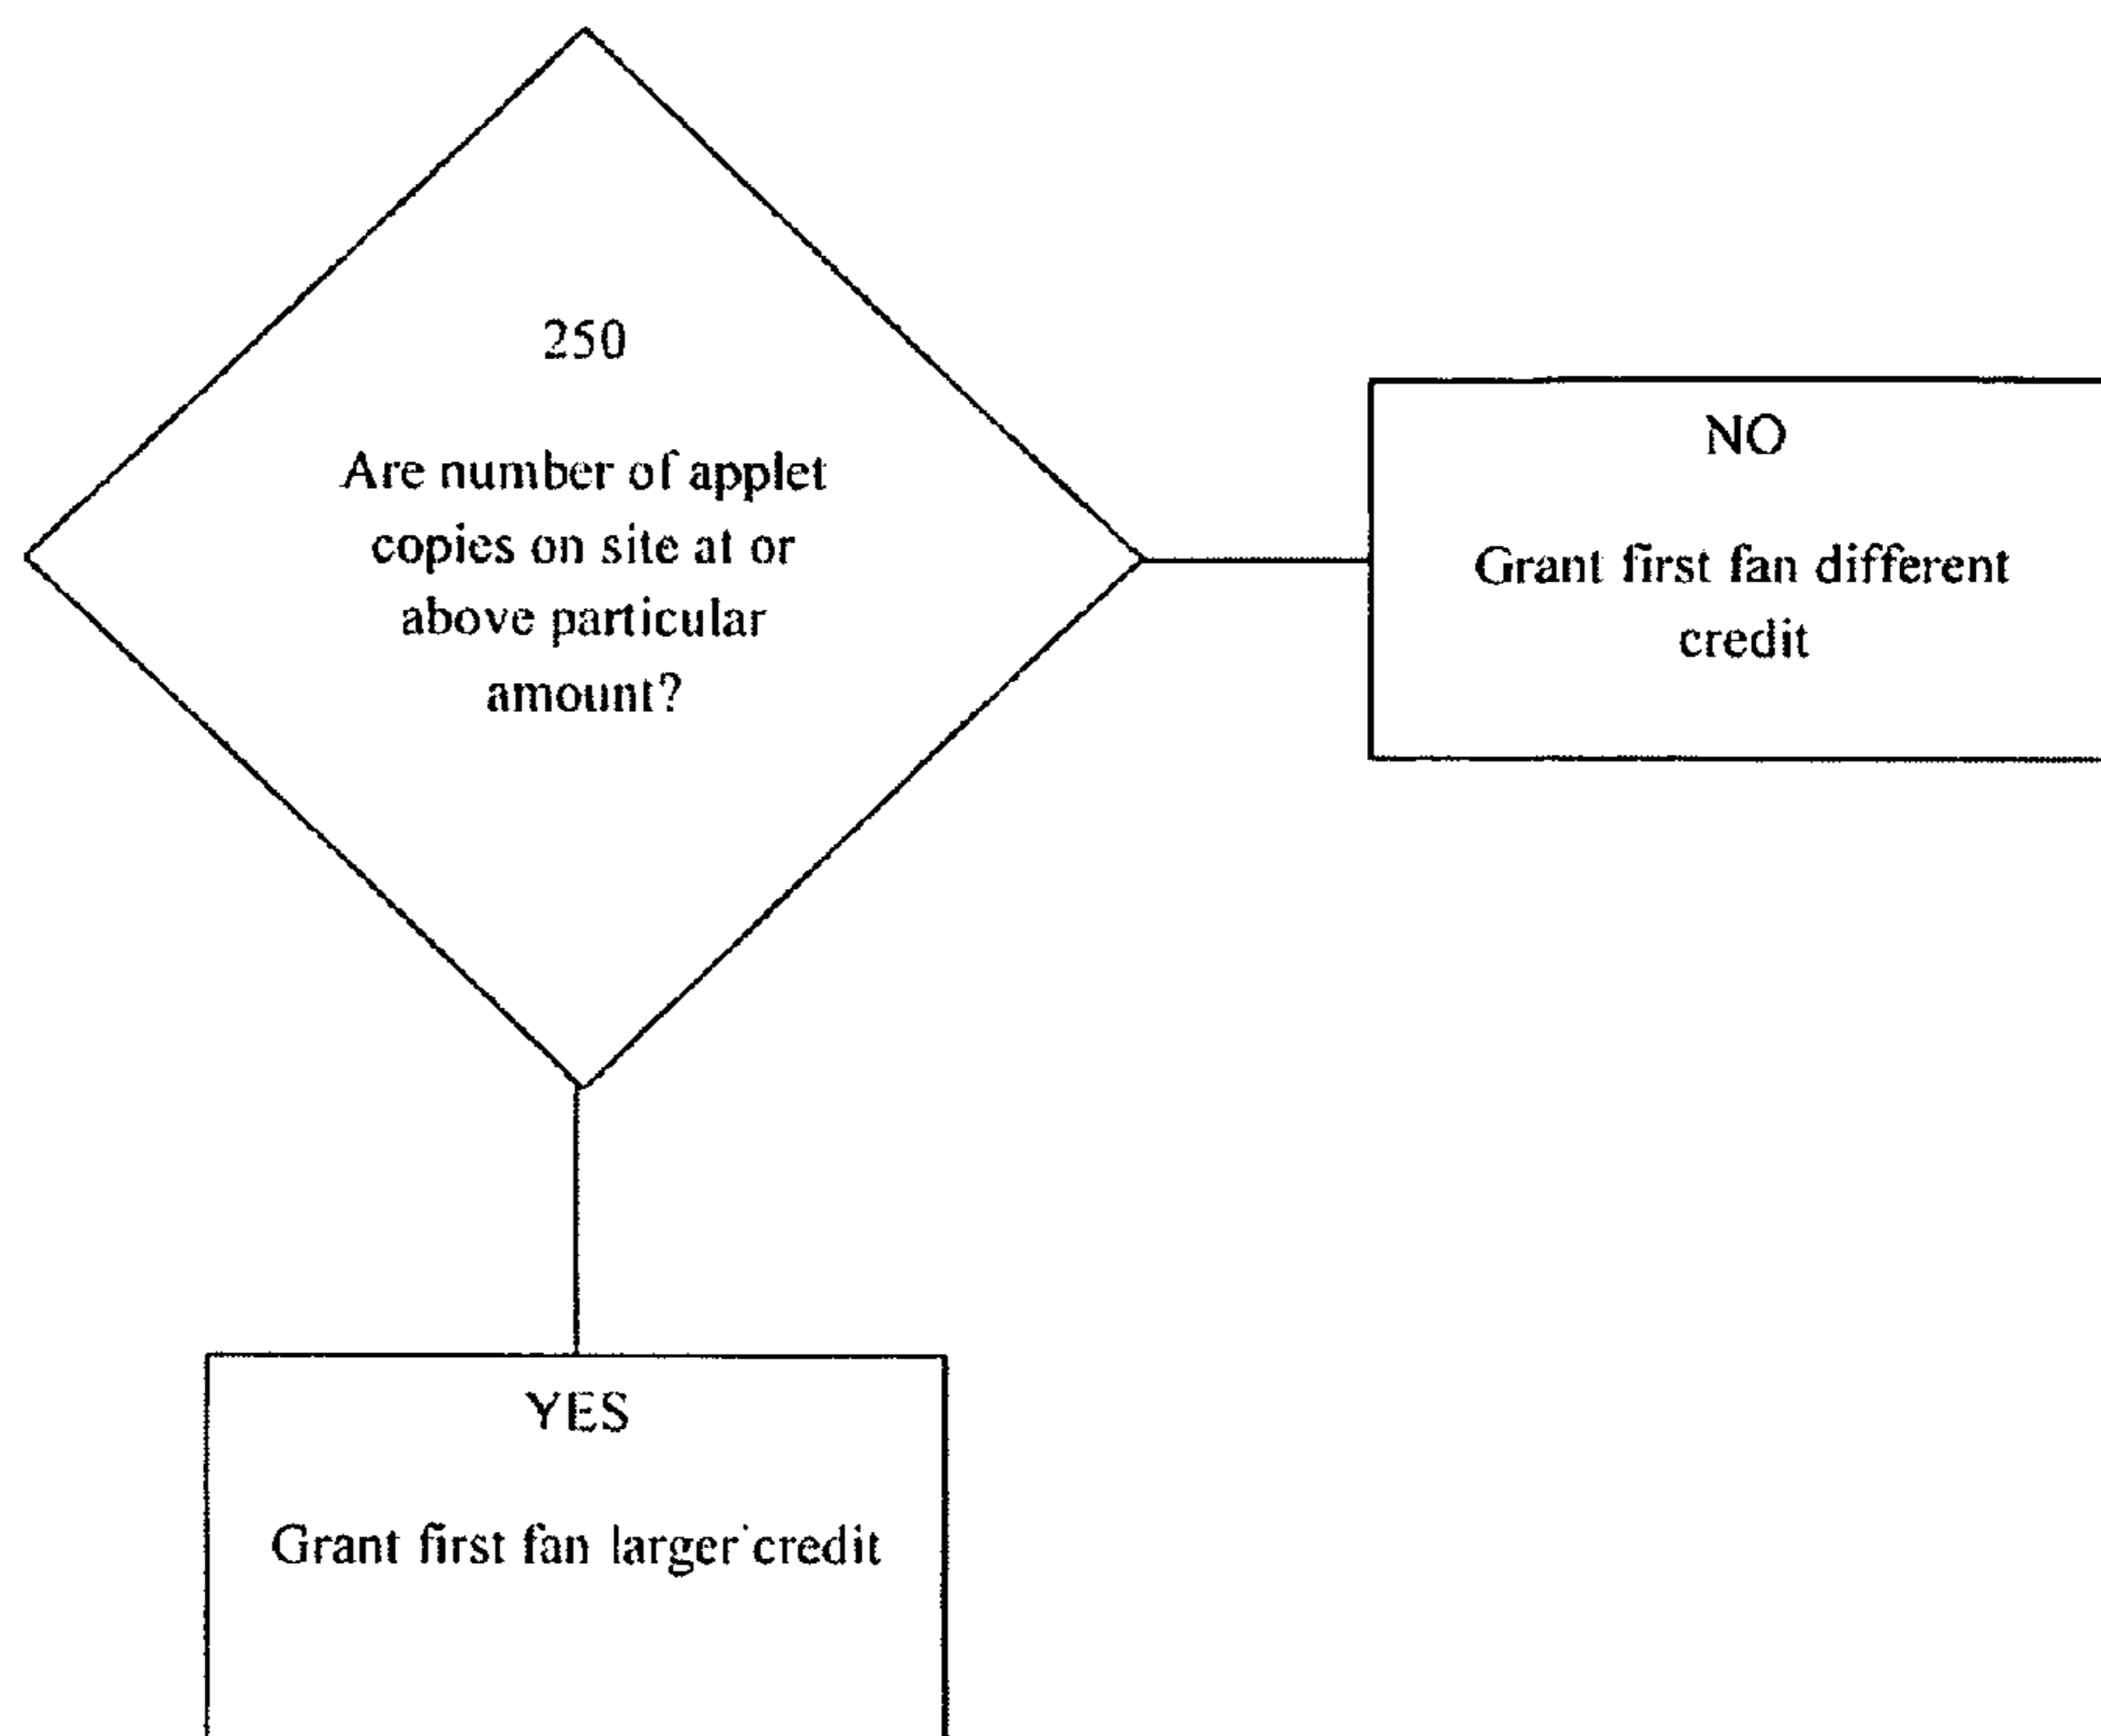 250
Are number of applet
copies on site at or
above particular
amount?
NO
Grant first fan different
credit
YES
Grant first fan larger credit